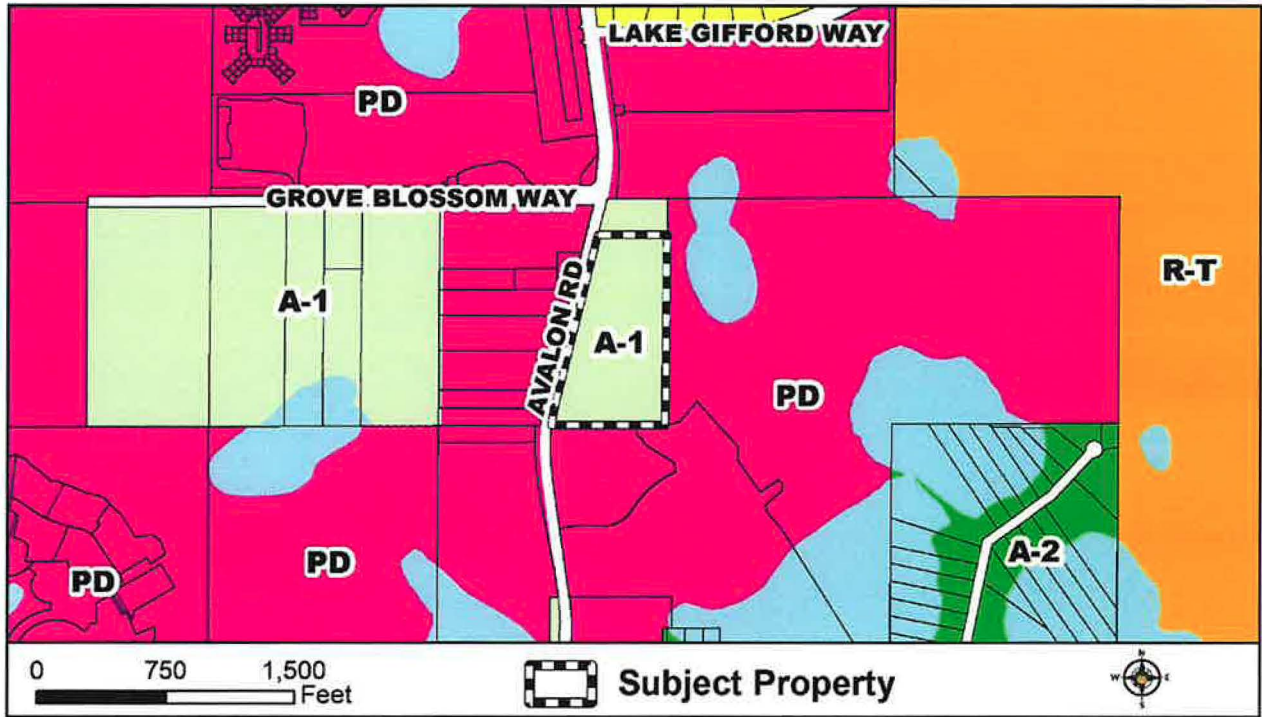 LAKE GIFFORD WAY
PD
GROVE BLOSSOM WAY
R-T
A-1
AVALON RD
A-1
PD
A-2
PD
PD
0 750 1,500
Feet
Subject Property
N
W E
S